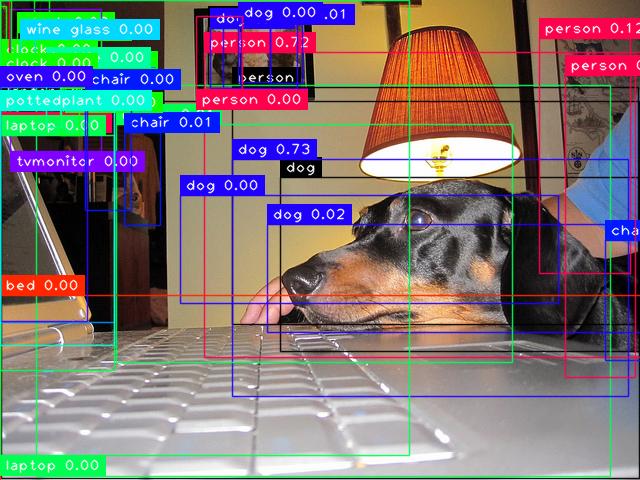 dog 0.00
.01
wine glass 0.00
person 0.12
person 0.72
clock 0.00
0.00
person 0
oven 0.00
chair 0.00
person
pottedplant 0.00
person 0.00
laptop 0.00
chair 0.01
dog 0.73
tvmonitor 0.00
dog
dog 0.00
dog 0.02
cha
bed 0.00
laptop 0.00